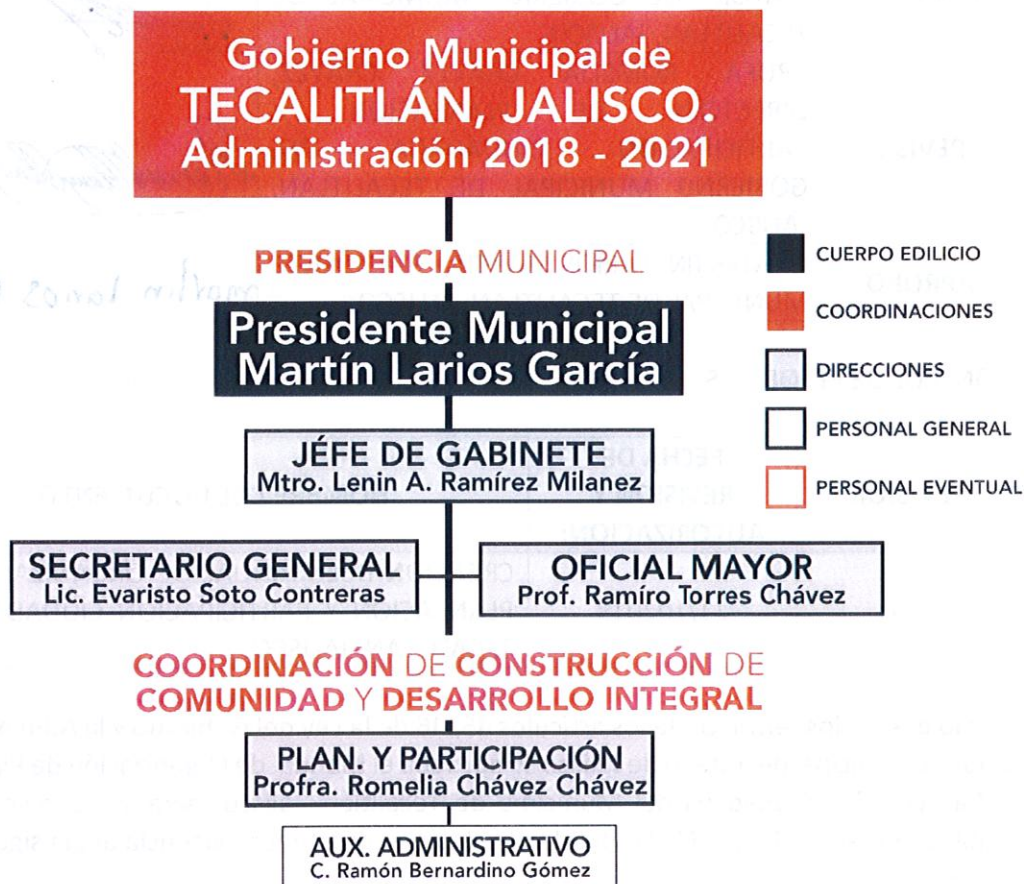 Gobierno Municipal de
TECALITLÁN, JALISCO.
Administración 2018 - 2021
PRESIDENCIA MUNICIPAL
Presidente Municipal
Martín Larios García
CUERPO EDILICIO
COORDINACIONES
DIRECCIONES
PERSONAL GENERAL
PERSONAL EVENTUAL
JÉFE DE GABINETE
Mtro. Lenin A. Ramírez Milanez
SECRETARIO GENERAL
Lic. Evaristo Soto Contreras
OFICIAL MAYOR
Prof. Ramíro Torres Chávez
COORDINACIÓN DE CONSTRUCCIÓN DE
COMUNIDAD Y DESARROLLO INTEGRAL
PLAN. Y PARTICIPACIÓN
Profra. Romelia Chávez Chávez
AUX. ADMINISTRATIVO
C. Ramón Bernardino Gómez